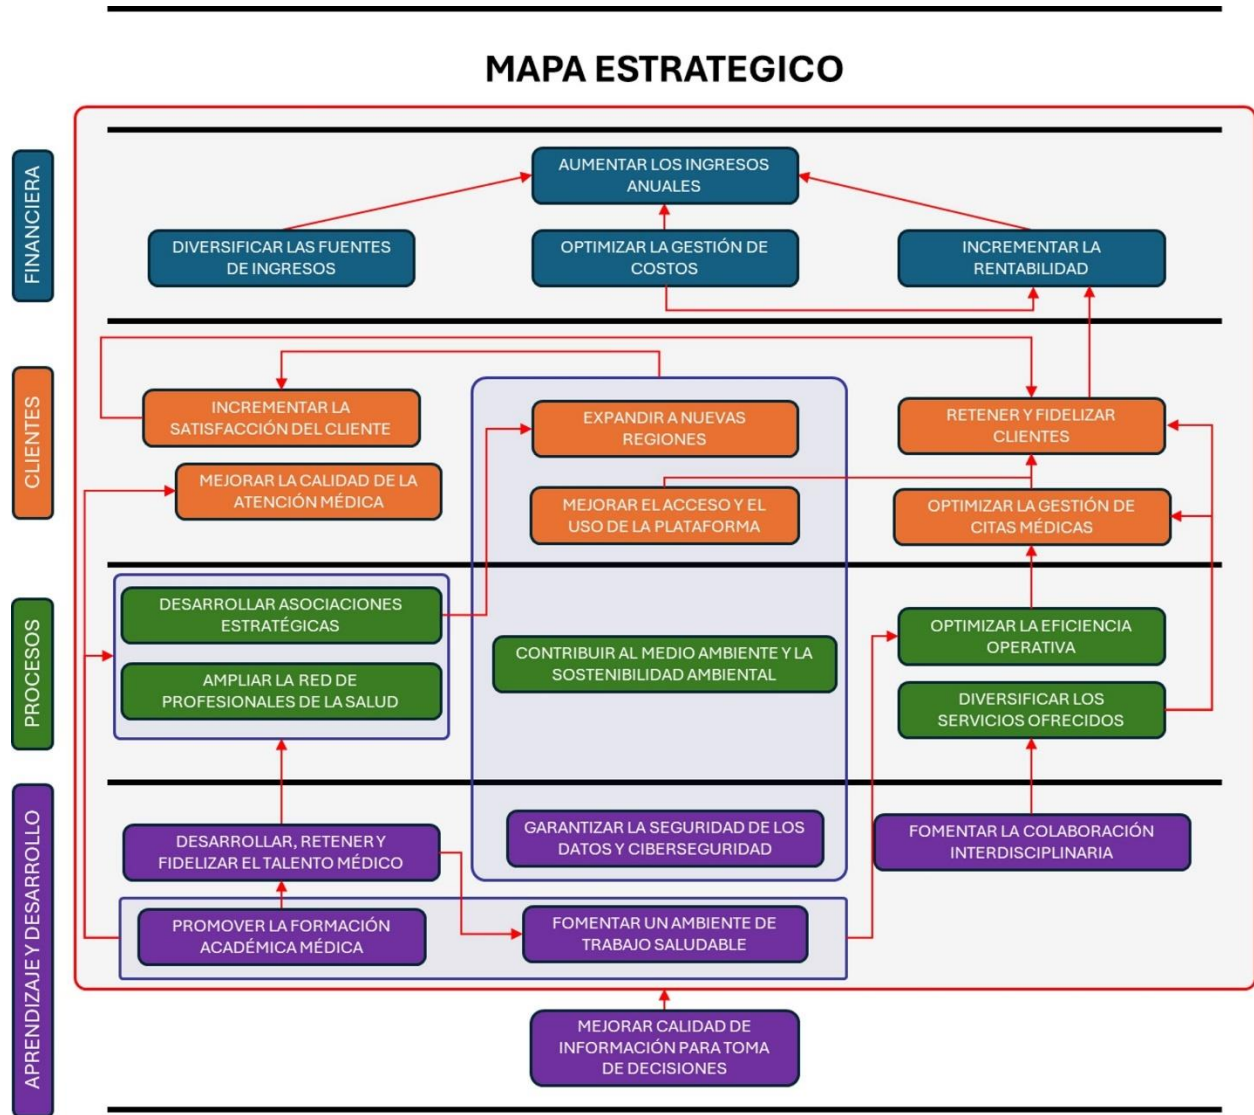 MAPA ESTRATEGICO
FINANCIERA
AUMENTAR LOS INGRESOS
ANUALES
DIVERSIFICAR LAS FUENTES
DE INGRESOS
OPTIMIZAR LA GESTIÓN DE
COSTOS
INCREMENTAR LA
RENTABILIDAD
CLIENTES
INCREMENTAR LA
SATISFACCIÓN DEL CLIENTE
EXPANDIR A NUEVAS
REGIONES
RETENER Y FIDELIZAR
CLIENTES
MEJORAR LA CALIDAD DE LA
ATENCIÓN MÉDICA
MEJORAR EL ACCESO Y EL
USO DE LA PLATAFORMA
OPTIMIZAR LA GESTIÓN DE
CITAS MÉDICAS
PROCESOS
DESARROLLAR ASOCIACIONES
ESTRATÉGICAS
AMPLIAR LA RED DE
PROFESIONALES DE LA SALUD
CONTRIBUIR AL MEDIO AMBIENTE Y LA
SOSTENIBILIDAD AMBIENTAL
OPTIMIZAR LA EFICIENCIA
OPERATIVA
DIVERSIFICAR LOS
SERVICIOS OFRECIDOS
APRENDIZAJE Y DESARROLLO
DESARROLLAR, RETENER Y
FIDELIZAR EL TALENTO MÉDICO
GARANTIZAR LA SEGURIDAD DE LOS
DATOS Y CIBERSEGURIDAD
FOMENTAR LA COLABORACIÓN
INTERDISCIPLINARIA
PROMOVER LA FORMACIÓN
ACADÉMICA MÉDICA
FOMENTAR UN AMBIENTE DE
TRABAJO SALUDABLE
MEJORAR CALIDAD DE
INFORMACIÓN PARA TOMA
DE DECISIONES